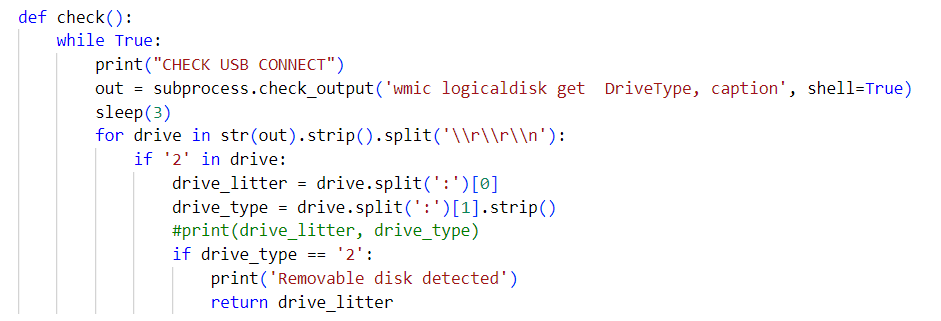 def check():
    while True:
        print("CHECK USB CONNECT")
        out = subprocess.check_output('wmic logicaldisk get  DriveType, caption', shell=True)
        sleep(3)
        for drive in str(out).strip().split('\\r\\r\\n'):
            if '2' in drive:
                drive_litter = drive.split(':')[0]
                drive_type = drive.split(':')[1].strip()
                #print(drive_litter, drive_type)
                if drive_type == '2':
                    print('Removable disk detected')
                    return drive_litter